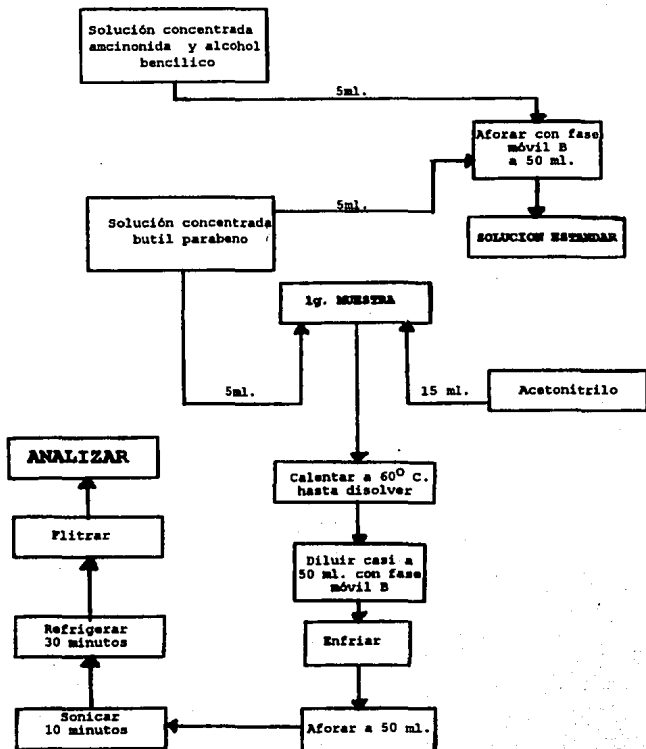 Solución concentrada
amcinonida y alcohol
bencilico
5ml.
Aforar con fase
móvil B
a 50 ml.
5ml.
Solución concentrada
butil parabeno
SOLUCION ESTANDAR
1g. MUESTRA
5ml.
15 ml.
Acetonitrilo
ANALIZAR
Calentar a 60° C.
hasta disolver
Flitrar
Diluir casi a
50 ml. con fase
móvil B
Refrigerar
30 minutos
Enfriar
Sonicar
10 minutos
Aforar a 50 ml.